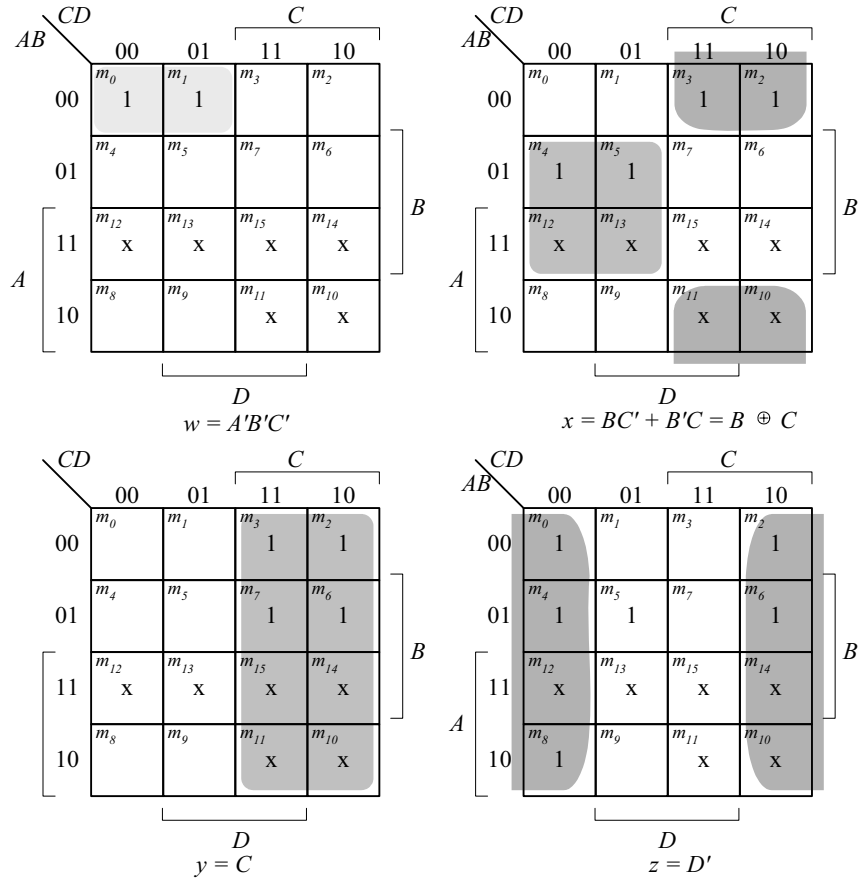 CD C CD C
AB 00 01 11 10 AB 00 01 11 10
m0 m1 m3 m2 m0 m1 m3 m2
00 1 1 00 1 1
m4 m5 m7 m6 m4 m5 m7 m6
01 01 1 1
B B
m12 m13 m15 m14 m12 m13 m15 m14
11 x x x x 11 x x x x
A A
m8 m9 m11 m10 m8 m9 m11 m10
10 x x 10 x x
D D
w = A'B'C' x = BC' + B'C = B ⊕ C
CD C CD C
AB 00 01 11 10 AB 00 01 11 10
m0 m1 m3 m2 m0 m1 m3 m2
00 1 1 00 1 1
m4 m5 m7 m6 m4 m5 m7 m6
01 1 1 01 1 1 1
B B
m12 m13 m15 m14 m12 m13 m15 m14
11 x x x x 11 x x x x
A A
m8 m9 m11 m10 m8 m9 m11 m10
10 x x 10 1 x x
D D
y = C z = D'